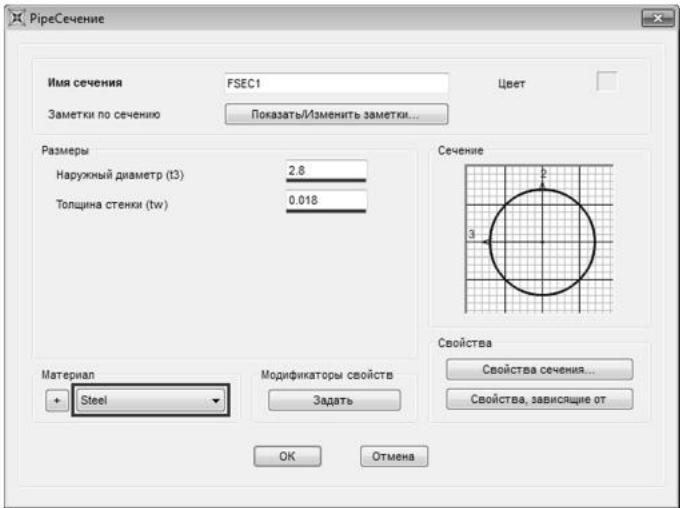 PipeСечение
Имя сечения FSEC1 Цвет
Заметки по сечению Показать/Изменить заметки...
Размеры
Наружный диаметр (t3) 2.8
Толщина стенки (tw) 0.018
Сечение
2
3
Материал
+ Steel
Модификаторы свойств
Задать
Свойства
Свойства сечения...
Свойства, зависящие от
OK Отмена